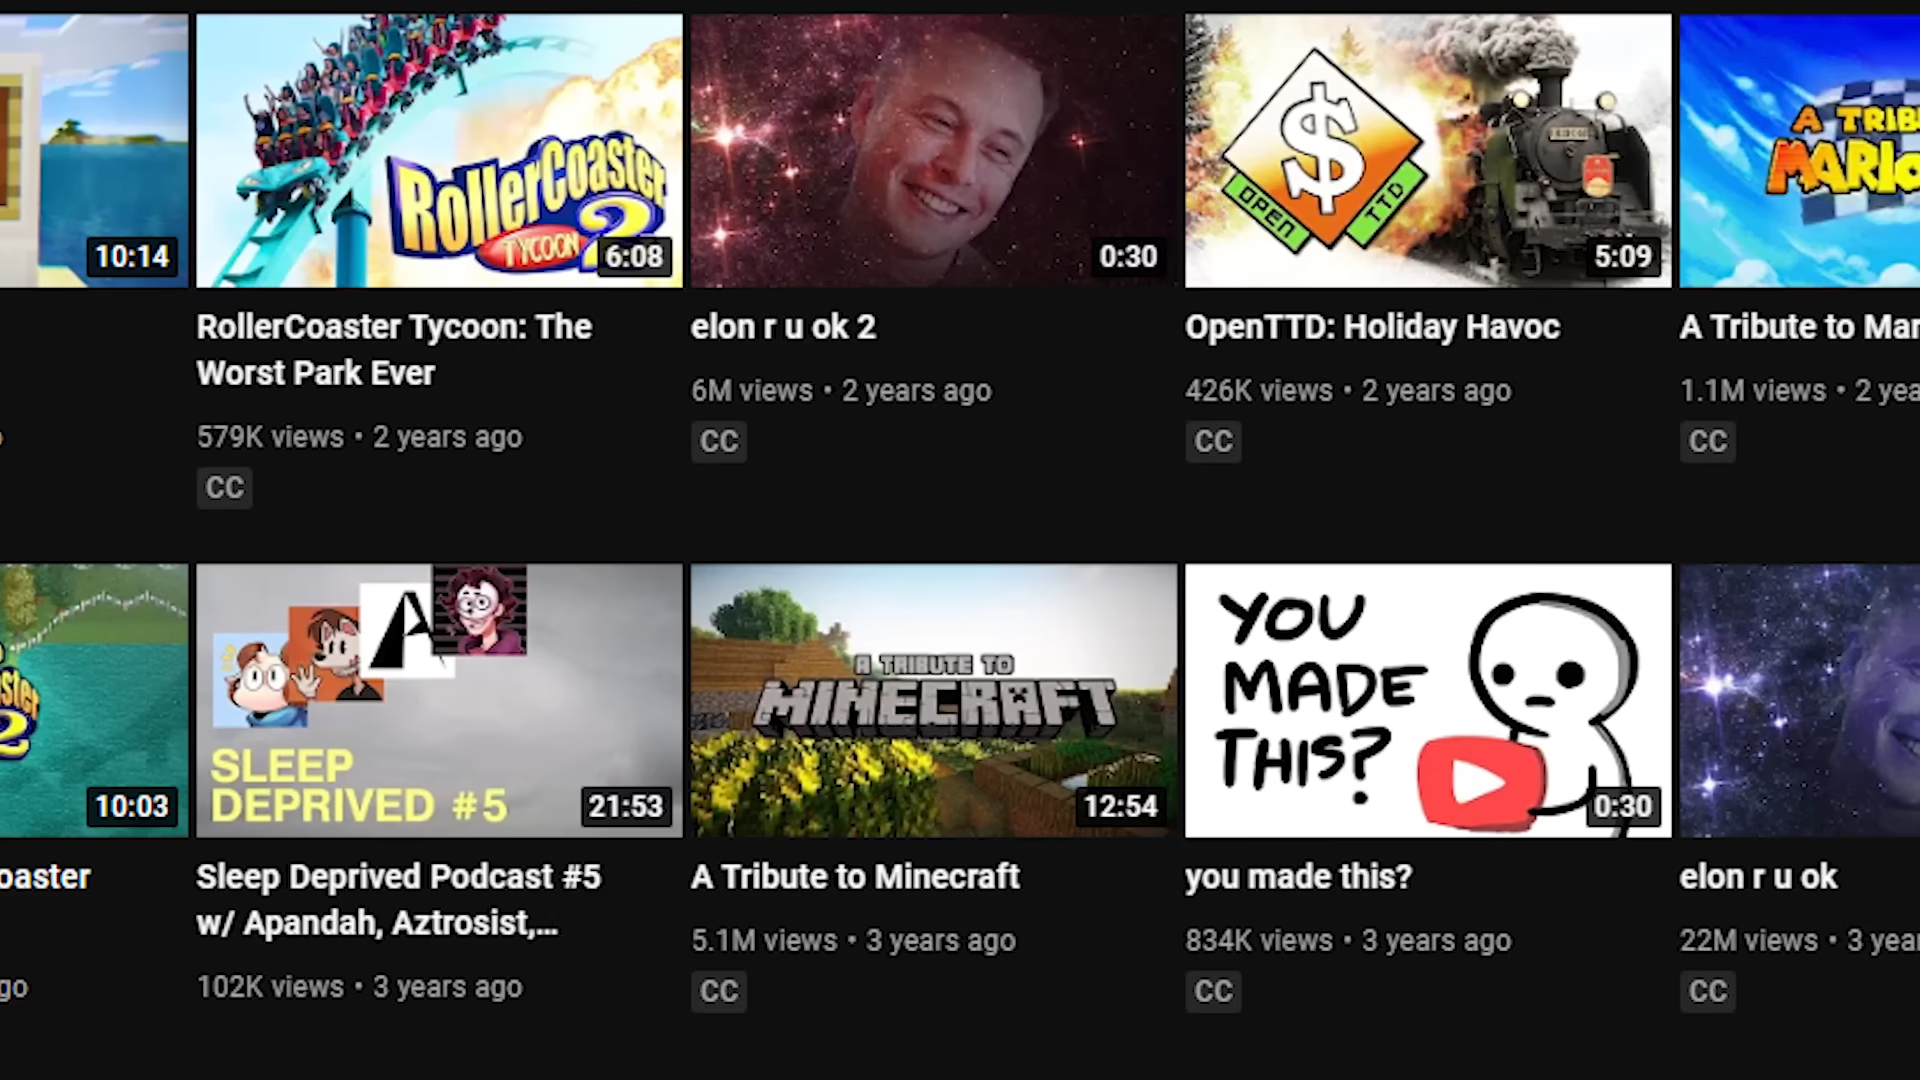 10:14
RollerCoaster
TYCOON 2
6:08
0:30
$
OPEN TTD
5:09
A TRIB
MARIO
RollerCoaster Tycoon: The
Worst Park Ever
579K views • 2 years ago
CC
elon r u ok 2
6M views • 2 years ago
CC
OpenTTD: Holiday Havoc
426K views • 2 years ago
CC
A Tribute to Mar
1.1M views • 2 yea
CC
aster
2
10:03
A
SLEEP
DEPRIVED #5
21:53
A TRIBUTE TO
MINECRAFT
12:54
YOU
MADE
THIS?
0:30
oaster
go
Sleep Deprived Podcast #5
w/ Apandah, Aztrosist,...
102K views • 3 years ago
A Tribute to Minecraft
5.1M views • 3 years ago
CC
you made this?
834K views • 3 years ago
CC
elon r u ok
22M views • 3 year
CC